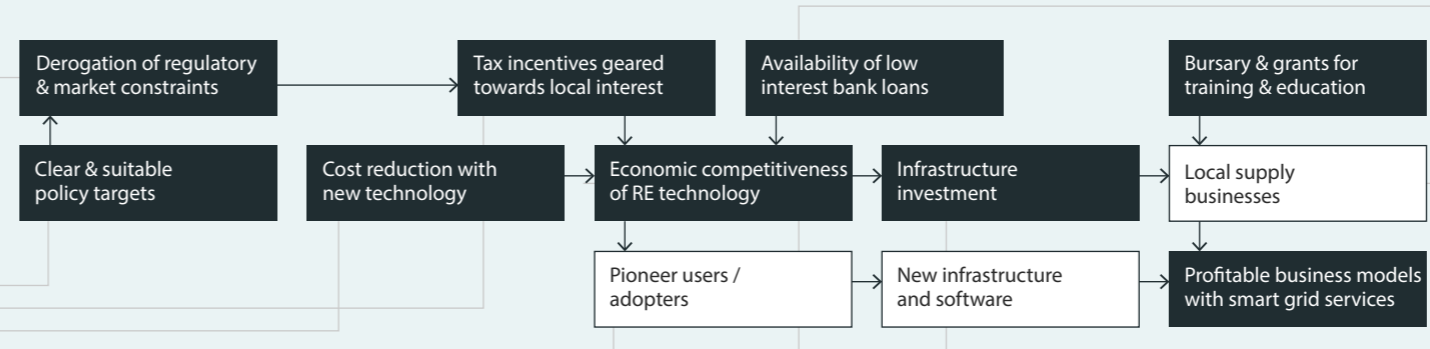 Derogation of regulatory
& market constraints
Tax incentives geared
towards local interest
Availability of low
interest bank loans
Bursary & grants for
training & education
Clear & suitable
policy targets
Cost reduction with
new technology
Economic competitiveness
of RE technology
Infrastructure
investment
Local supply
businesses
Pioneer users /
adopters
New infrastructure
and software
Profitable business models
with smart grid services